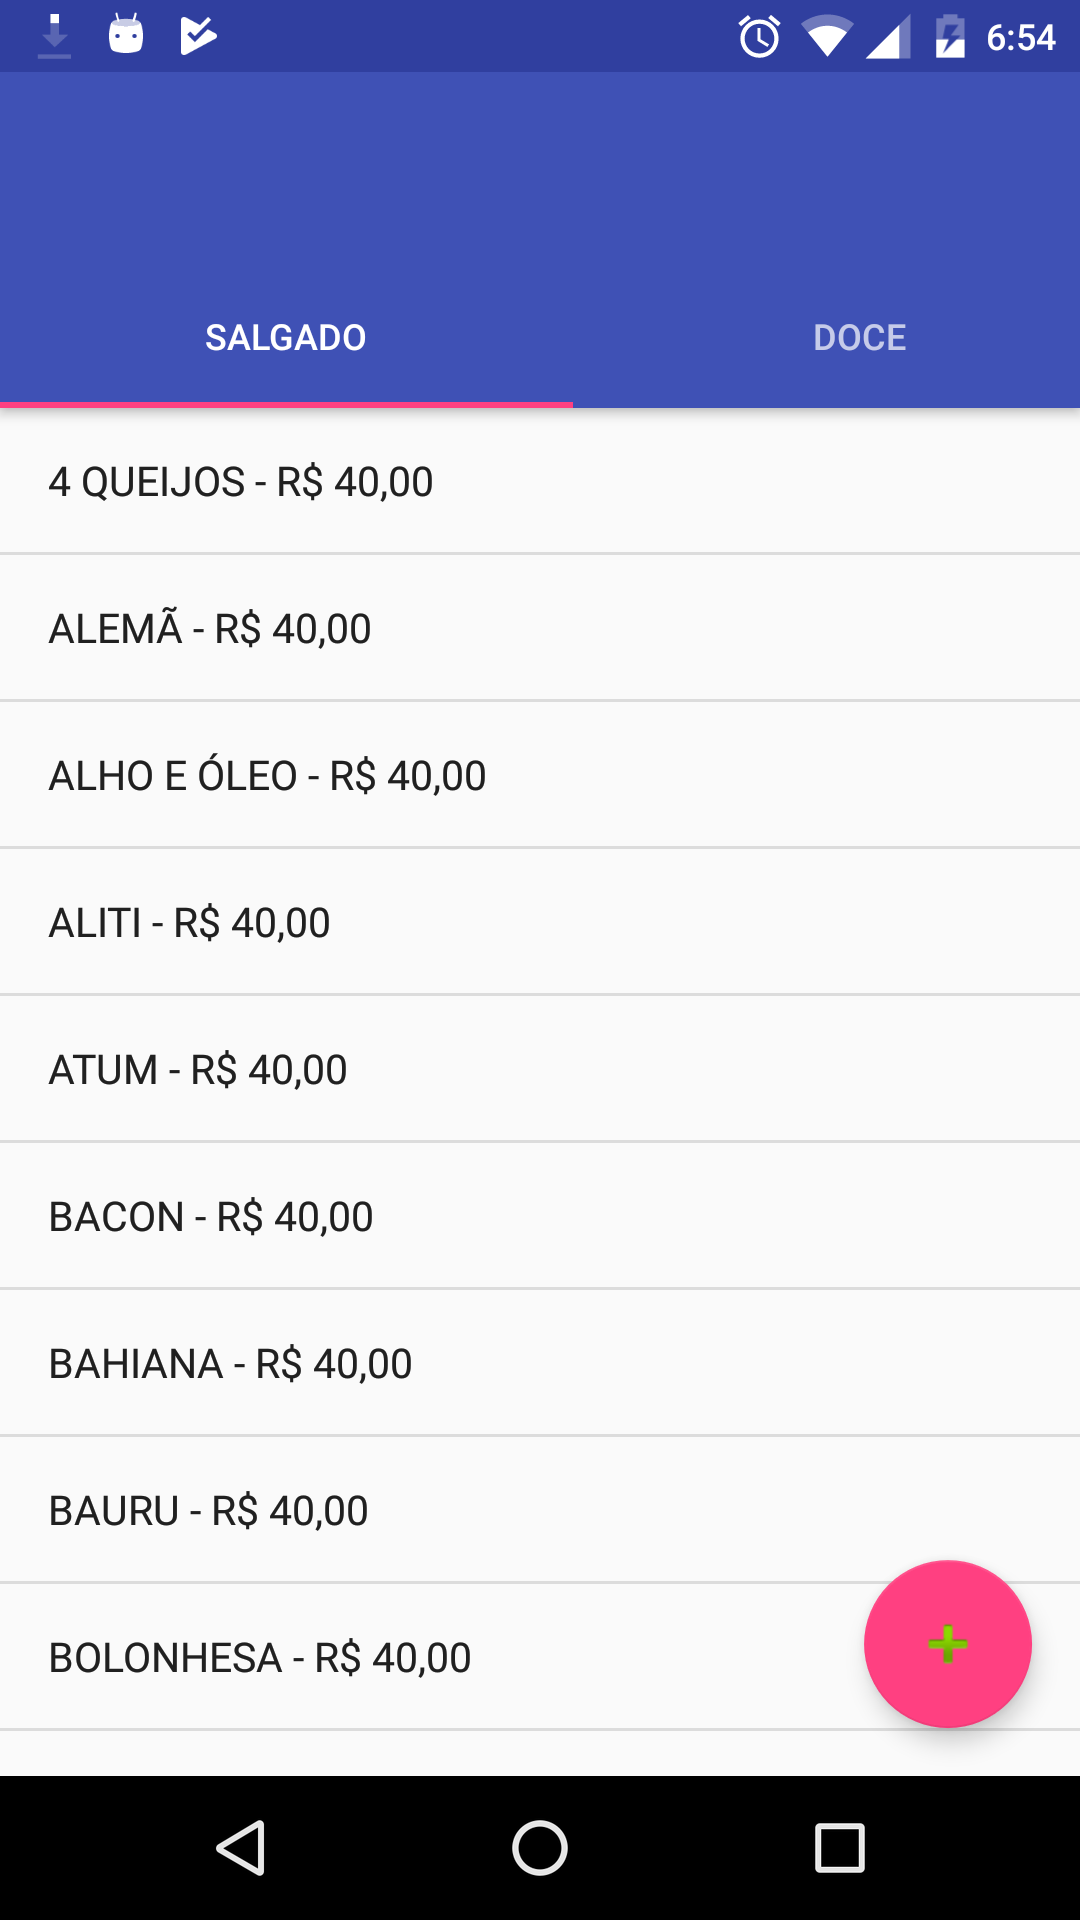 6:54
SALGADO
DOCE
4 QUEIJOS - R$ 40,00
ALEMÃ - R$ 40,00
ALHO E ÓLEO - R$ 40,00
ALITI - R$ 40,00
ATUM - R$ 40,00
BACON - R$ 40,00
BAHIANA - R$ 40,00
BAURU - R$ 40,00
BOLONHESA - R$ 40,00